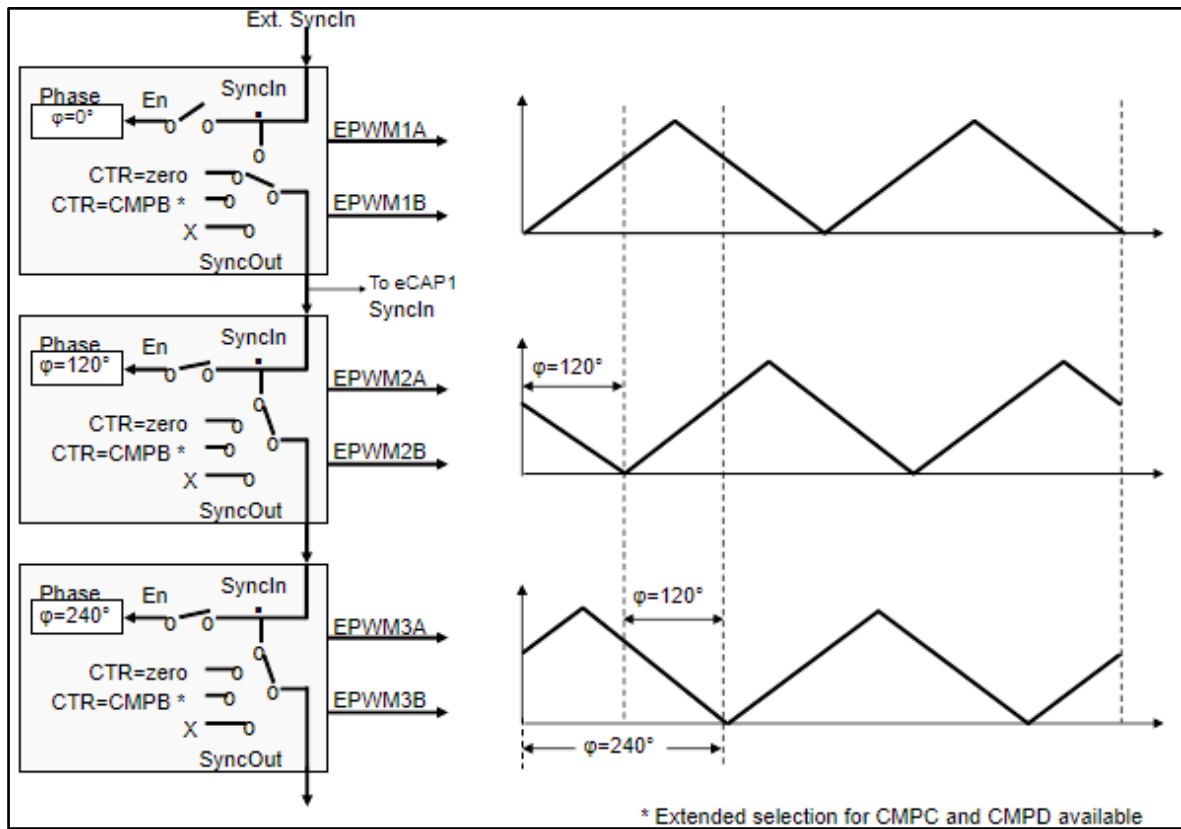 Ext. SyncIn
Phase
φ=0°
En
SyncIn
EPWM1A
CTR=zero
CTR=CMPB *
X
EPWM1B
SyncOut
To eCAP1
SyncIn
Phase
φ=120°
En
SyncIn
EPWM2A
CTR=zero
CTR=CMPB *
X
EPWM2B
SyncOut
φ=120°
Phase
φ=240°
En
SyncIn
EPWM3A
CTR=zero
CTR=CMPB *
X
EPWM3B
SyncOut
φ=120°
φ=240°
* Extended selection for CMPC and CMPD available